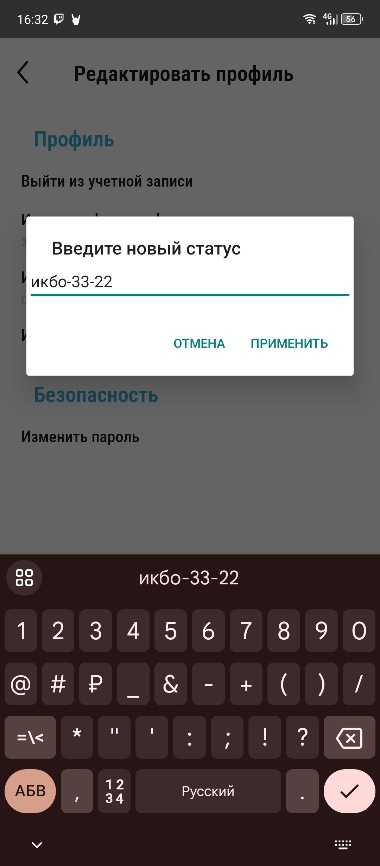 16:32 4G 56
Редактировать профиль
Профиль
Выйти из учетной записи
Введите новый статус
икбо-33-22
ОТМЕНА ПРИМЕНИТЬ
Безопасность
Изменить пароль
икбо-33-22
1 2 3 4 5 6 7 8 9 0
@ # ₽ _ & - + ( ) /
=\< * " ' : ; ! ?
АБВ , 12 34 Русский .